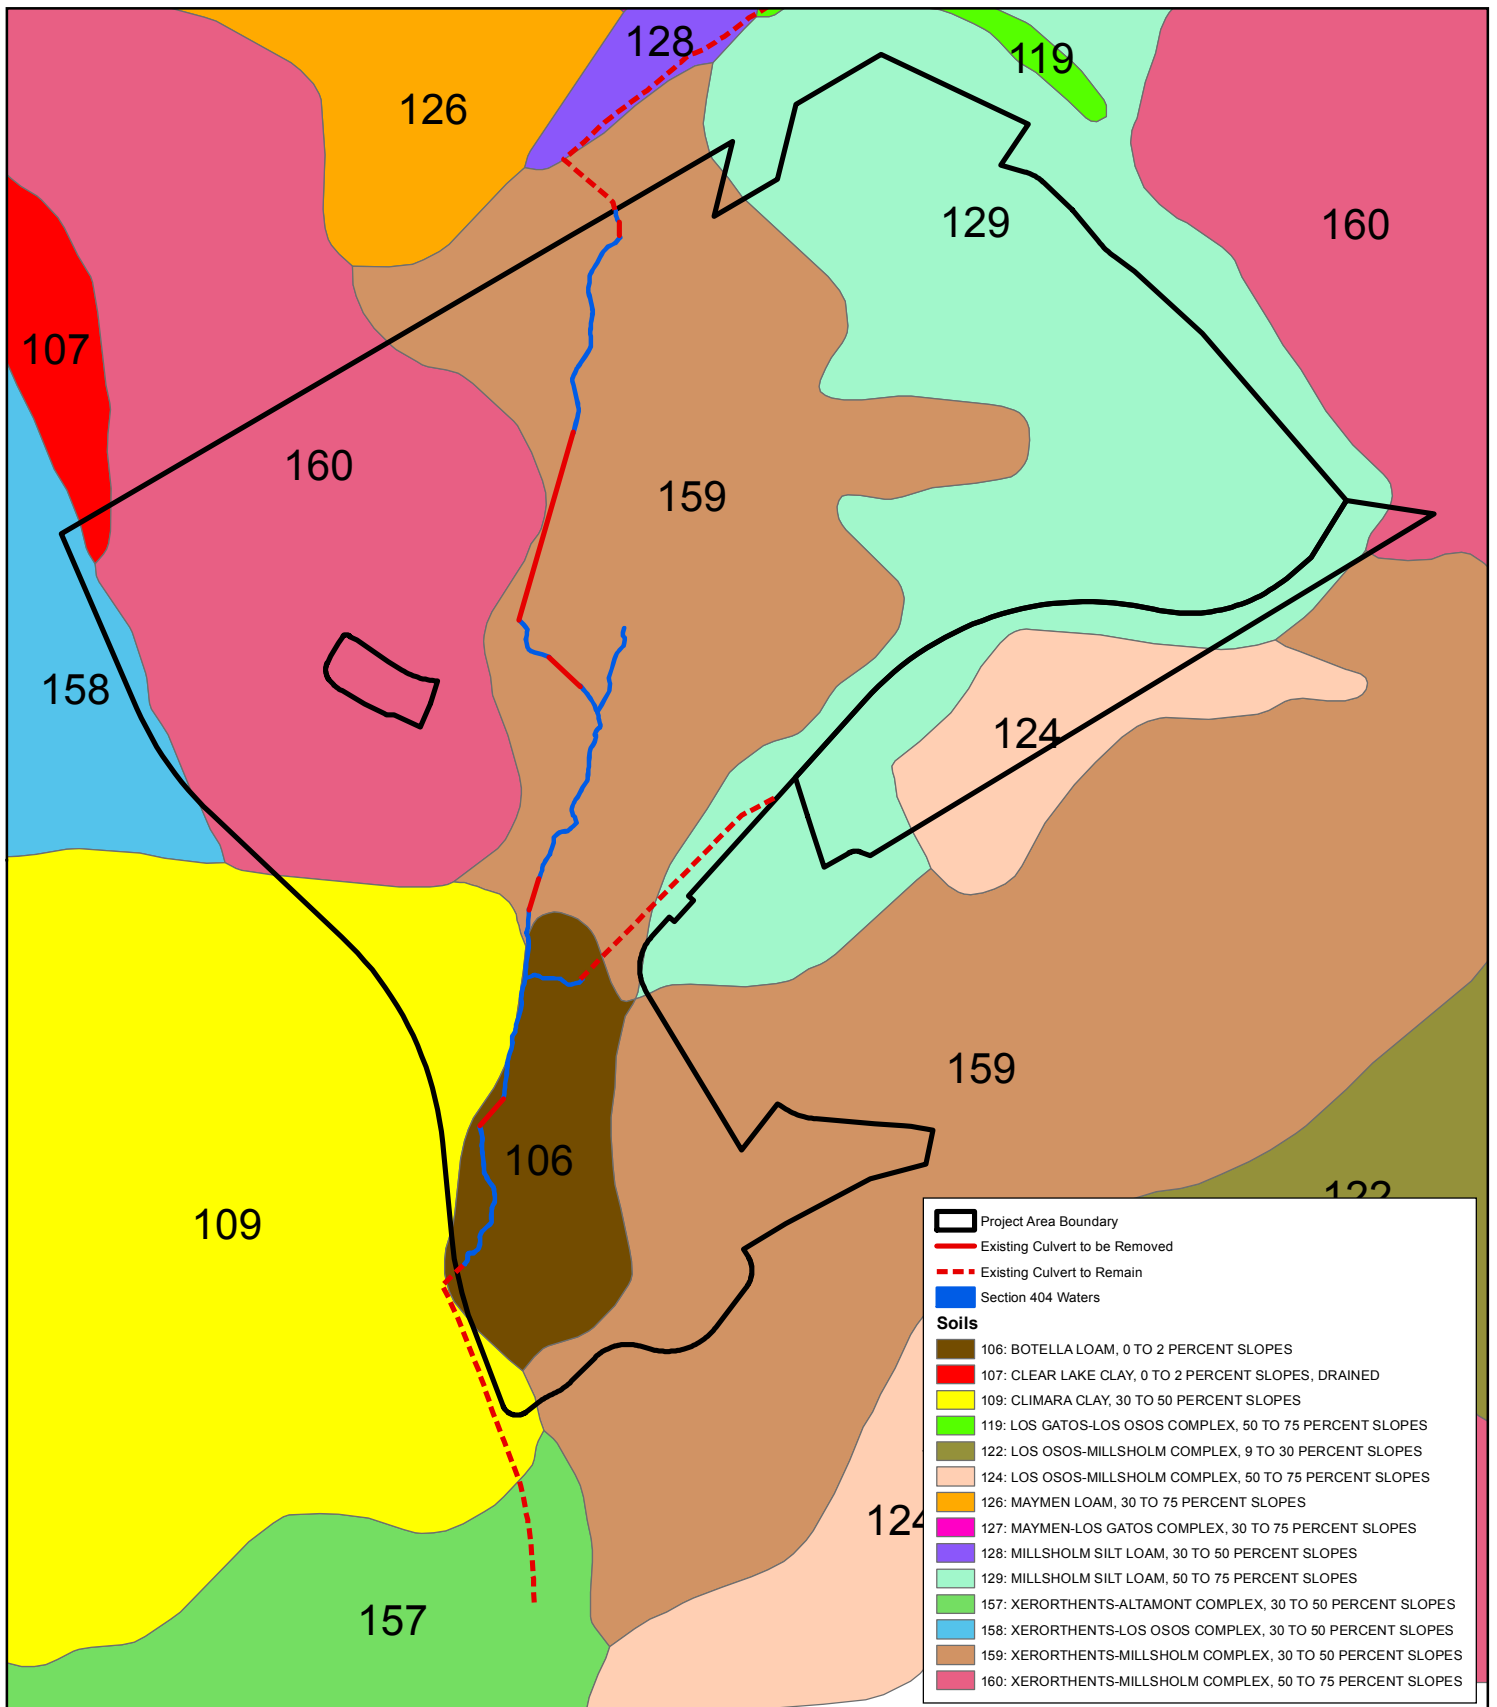 128
119
126
129
160
107
160
159
158
124
159
106
122
109
124
157
Project Area Boundary
Existing Culvert to be Removed
Existing Culvert to Remain
Section 404 Waters
Soils
106: BOTELLA LOAM, 0 TO 2 PERCENT SLOPES
107: CLEAR LAKE CLAY, 0 TO 2 PERCENT SLOPES, DRAINED
109: CLIMARA CLAY, 30 TO 50 PERCENT SLOPES
119: LOS GATOS-LOS OSOS COMPLEX, 50 TO 75 PERCENT SLOPES
122: LOS OSOS-MILLSHOLM COMPLEX, 9 TO 30 PERCENT SLOPES
124: LOS OSOS-MILLSHOLM COMPLEX, 50 TO 75 PERCENT SLOPES
126: MAYMEN LOAM, 30 TO 75 PERCENT SLOPES
127: MAYMEN-LOS GATOS COMPLEX, 30 TO 75 PERCENT SLOPES
128: MILLSHOLM SILT LOAM, 30 TO 50 PERCENT SLOPES
129: MILLSHOLM SILT LOAM, 50 TO 75 PERCENT SLOPES
157: XERORTHENTS-ALTAMONT COMPLEX, 30 TO 50 PERCENT SLOPES
158: XERORTHENTS-LOS OSOS COMPLEX, 30 TO 50 PERCENT SLOPES
159: XERORTHENTS-MILLSHOLM COMPLEX, 30 TO 50 PERCENT SLOPES
160: XERORTHENTS-MILLSHOLM COMPLEX, 50 TO 75 PERCENT SLOPES